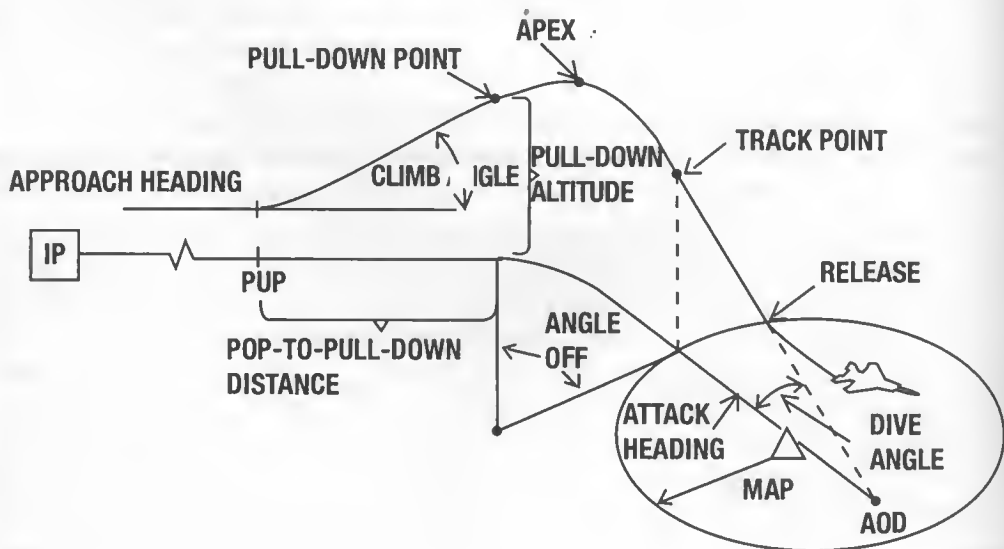 APEX
PULL-DOWN POINT
TRACK POINT
CLIMB
IGLE
PULL-DOWN
ALTITUDE
APPROACH HEADING
IP
PUP
RELEASE
POP-TO-PULL-DOWN
DISTANCE
ANGLE
OFF
ATTACK
HEADING
DIVE
ANGLE
MAP
AOD